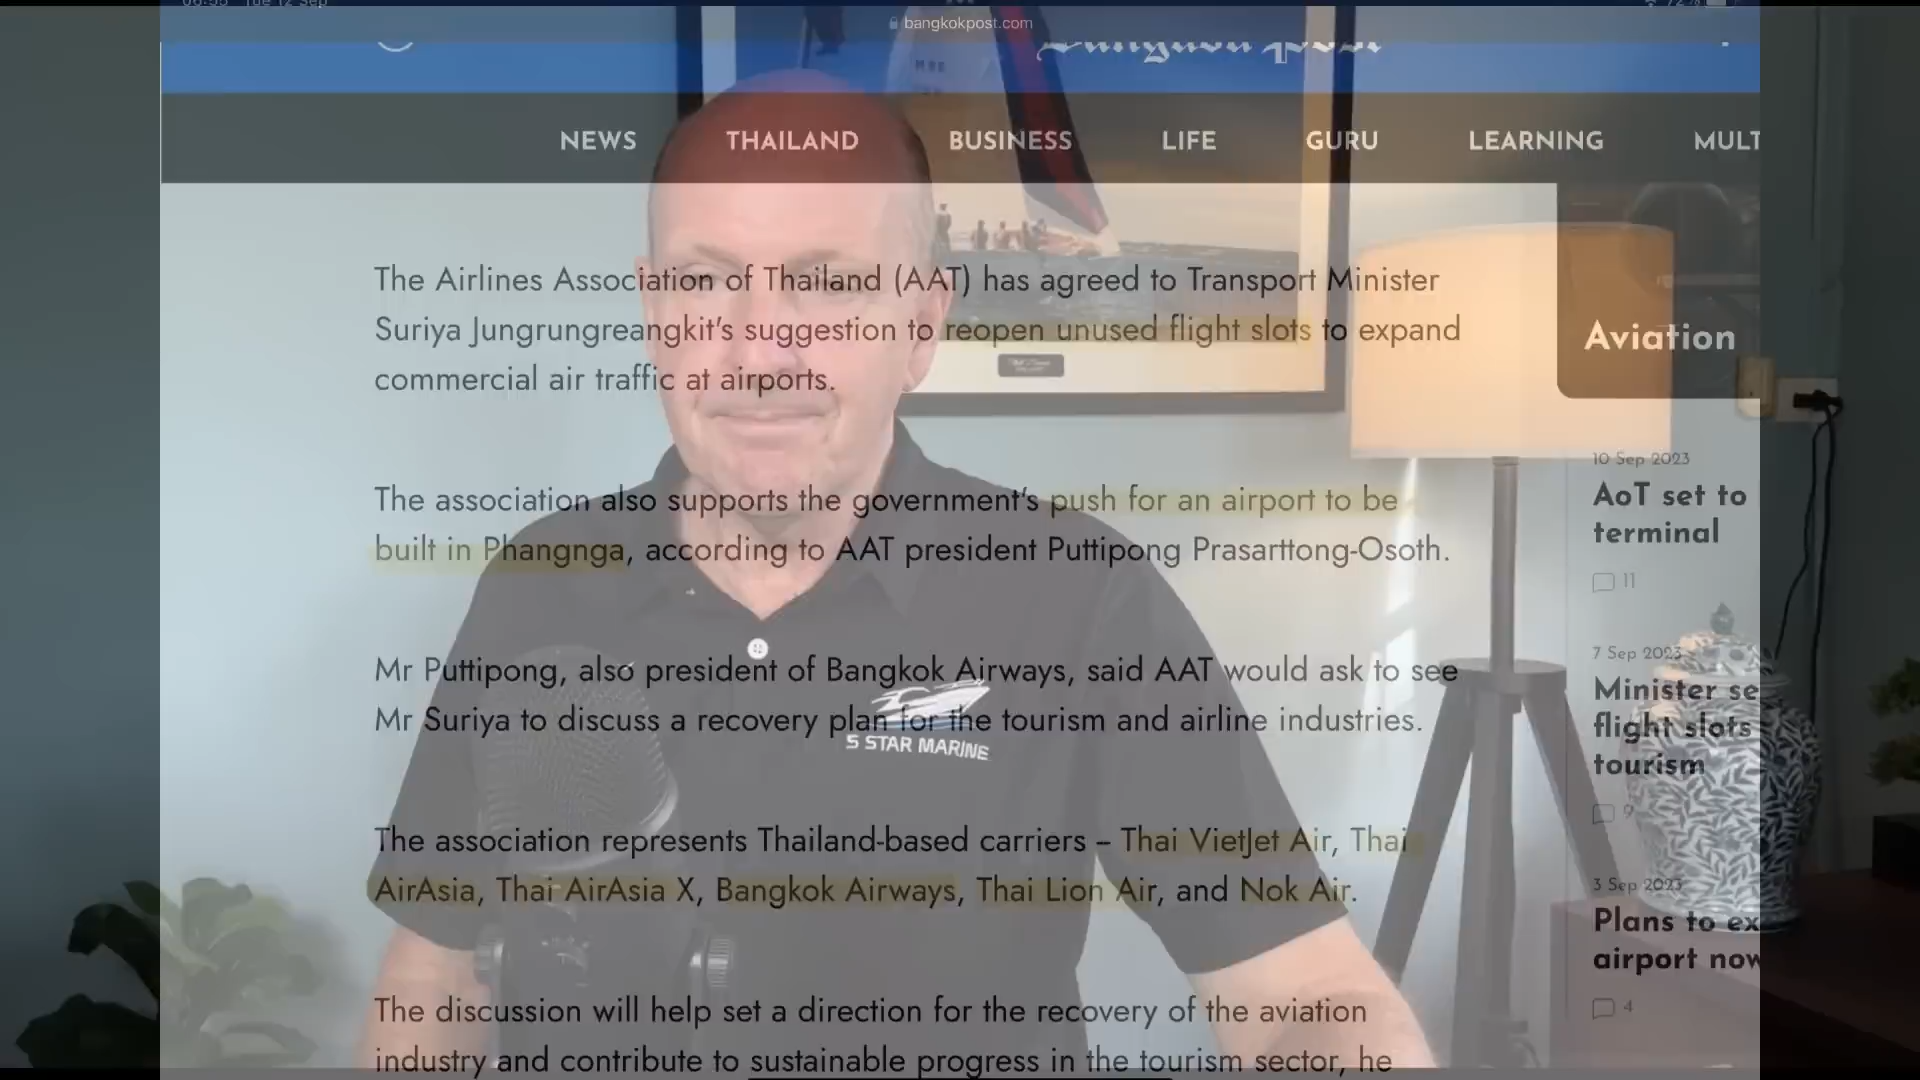 Tue 12 Sep
bangkokpost.com
NEWS THAILAND BUSINESS LIFE GURU LEARNING MULT
The Airlines Association of Thailand (AAT) has agreed to Transport Minister
Suriya Jungrungreangkit's suggestion to reopen unused flight slots to expand
commercial air traffic at airports.
The association also supports the government's push for an airport to be
built in Phangnga, according to AAT president Puttipong Prasarttong-Osoth.
Mr Puttipong, also president of Bangkok Airways, said AAT would ask to see
Mr Suriya to discuss a recovery plan for the tourism and airline industries.
5 STAR MARINE
The association represents Thailand-based carriers – Thai VietJet Air, Thai
AirAsia, Thai AirAsia X, Bangkok Airways, Thai Lion Air, and Nok Air.
The discussion will help set a direction for the recovery of the aviation
industry and contribute to sustainable progress in the tourism sector, he
Aviation
10 Sep 2023
AoT set to
terminal
11
7 Sep 2023
Minister se
flight slots
tourism
9
3 Sep 2023
Plans to ex
airport now
4